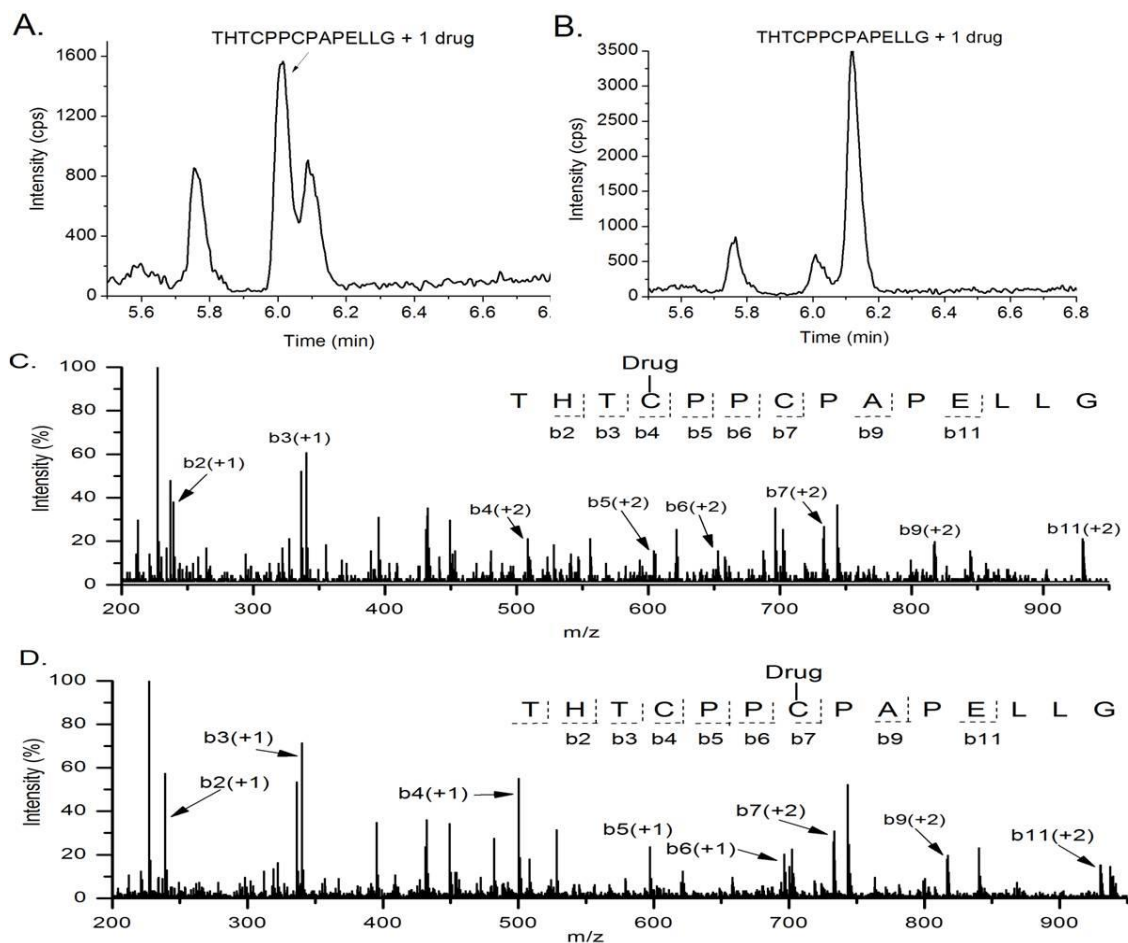 A.
THTCPPCPAPELLG + 1 drug
1600
1200
800
400
0
Intensity (cps)
5.6 5.8 6.0 6.2 6.4 6.6 6.
Time (min)
B.
THTCPPCPAPELLG + 1 drug
3500
3000
2500
2000
1500
1000
500
0
Intensity (cps)
5.6 5.8 6.0 6.2 6.4 6.6 6.8
Time (min)
C.
Drug
T H T C P P C P A P E L L G
b2 b3 b4 b5 b6 b7 b9 b11
100
80
60
40
20
0
Intensity (%)
b2(+1)
b3(+1)
b4(+2)
b5(+2)
b6(+2)
b7(+2)
b9(+2)
b11(+2)
200 300 400 500 600 700 800 900
m/z
D.
Drug
T H T C P P C P A P E L L G
b2 b3 b4 b5 b6 b7 b9 b11
100
80
60
40
20
0
Intensity (%)
b3(+1)
b2(+1)
b4(+1)
b5(+1)
b6(+1)
b7(+2)
b9(+2)
b11(+2)
200 300 400 500 600 700 800 900
m/z